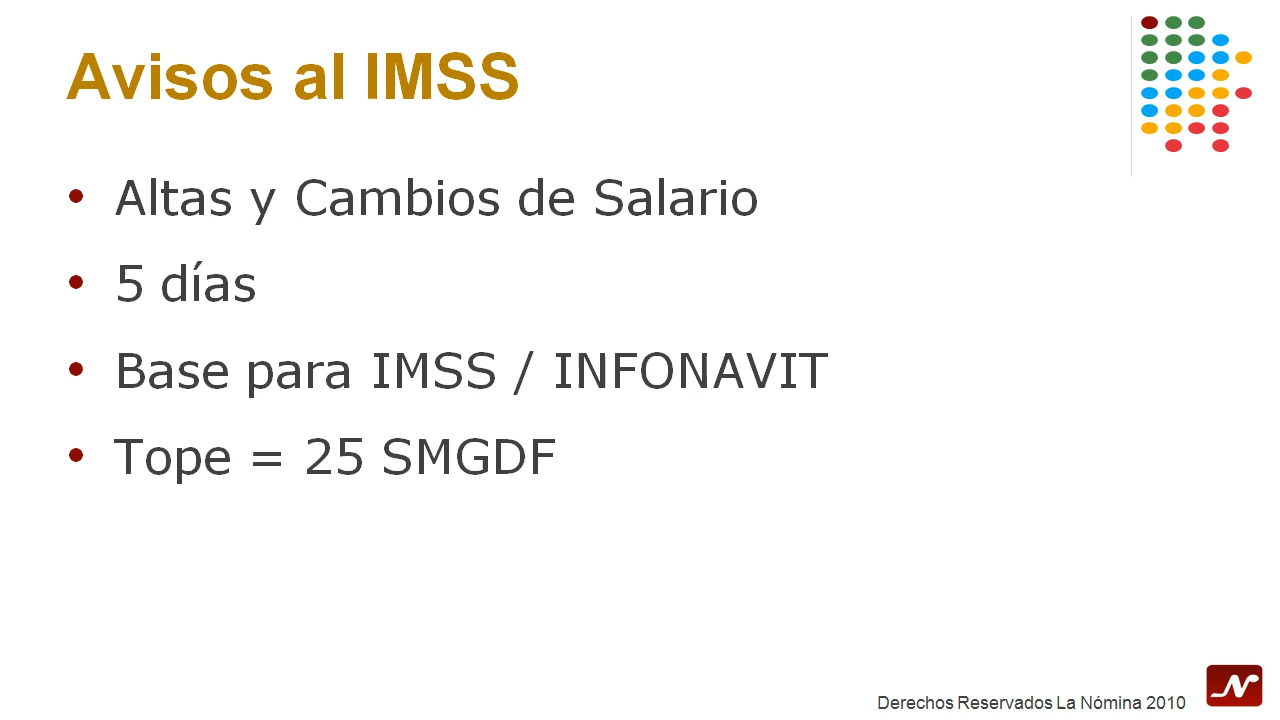 Avisos al IMSS
• Altas y Cambios de Salario
• 5 días
• Base para IMSS / INFONAVIT
• Tope = 25 SMGDF
Derechos Reservados La Nómina 2010
N